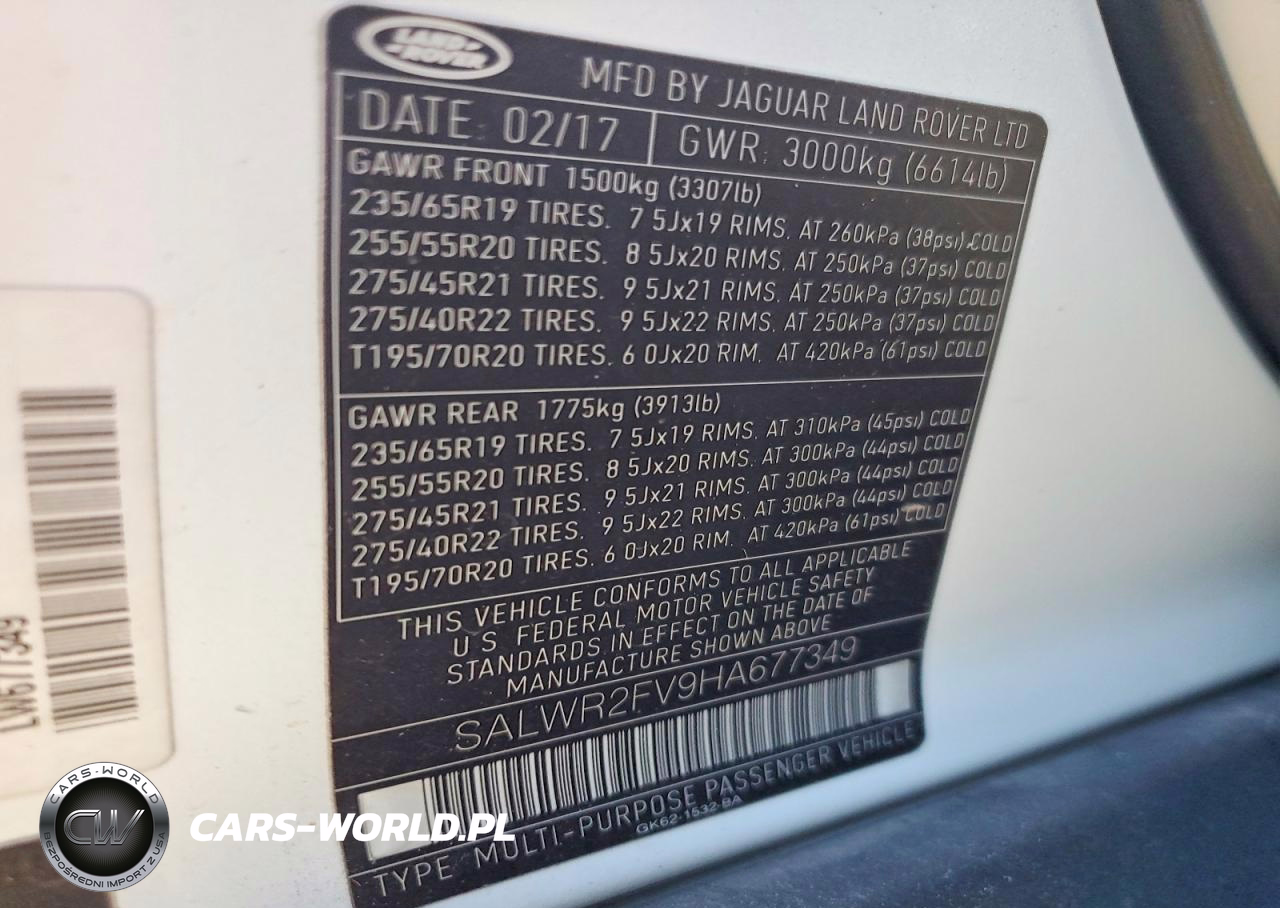 LAND-
-ROVER
MFD BY JAGUAR LAND ROVER LTD
DATE 02/17 GWR 3000kg (6614lb)
GAWR FRONT 1500kg (3307lb)
235/65R19 TIRES. 7 5Jx19 RIMS. AT 260kPa (38psi) COLD
255/55R20 TIRES. 8 5Jx20 RIMS. AT 250kPa (37psi) COLD
275/45R21 TIRES. 9 5Jx21 RIMS. AT 250kPa (37psi) COLD
275/40R22 TIRES. 9 5Jx22 RIMS. AT 250kPa (37psi) COLD
T195/70R20 TIRES. 6 0Jx20 RIM. AT 420kPa (61psi) COLD
GAWR REAR 1775kg (3913lb)
235/65R19 TIRES. 7 5Jx19 RIMS. AT 310kPa (45psi) COLD
255/55R20 TIRES. 8 5Jx20 RIMS. AT 300kPa (44psi) COLD
275/45R21 TIRES. 9 5Jx21 RIMS. AT 300kPa (44psi) COLD
275/40R22 TIRES. 9 5Jx22 RIMS. AT 300kPa (44psi) COLD
T195/70R20 TIRES. 6 0Jx20 RIM. AT 420kPa (61psi) COLD
THIS VEHICLE CONFORMS TO ALL APPLICABLE
U S FEDERAL MOTOR VEHICLE SAFETY
STANDARDS IN EFFECT ON THE DATE OF
MANUFACTURE SHOWN ABOVE
SALWR2FV9HA677349
TYPE MULTI-PURPOSE PASSENGER VEHICLE
GK62-1532-BA
LW677349
CARS-WORLD
CW
BEZPOŚREDNI IMPORT Z USA
CARS-WORLD.PL